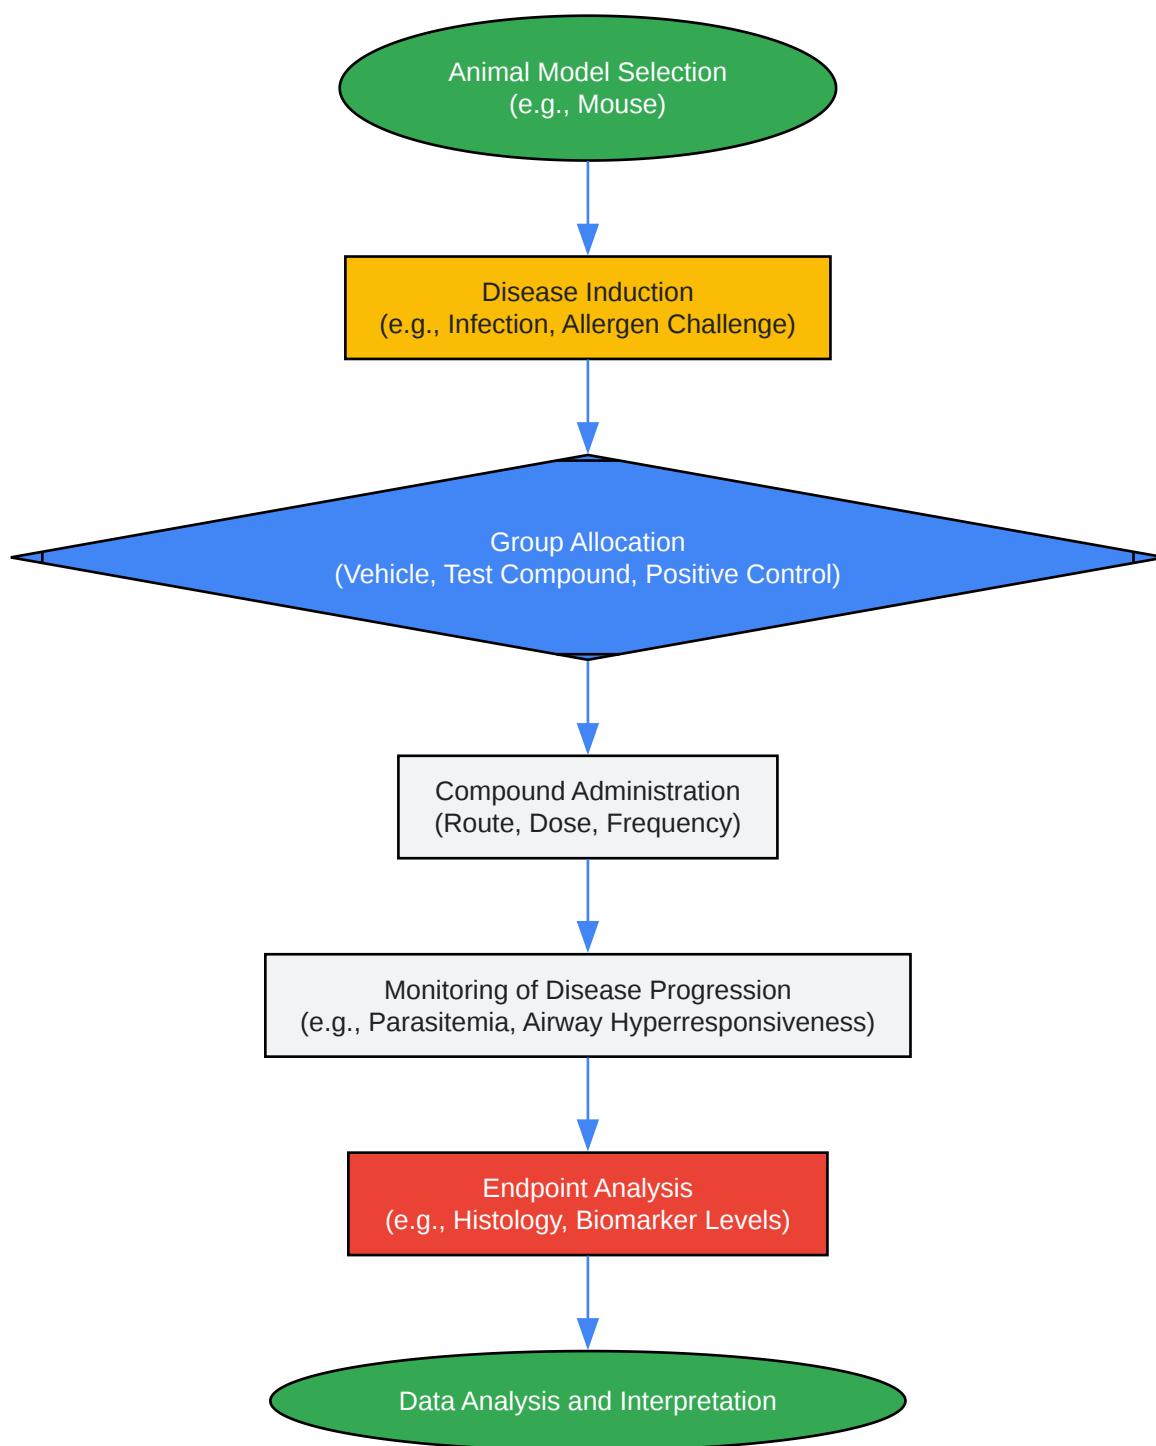 Animal Model Selection
(e.g., Mouse)
Disease Induction
(e.g., Infection, Allergen Challenge)
Group Allocation
(Vehicle, Test Compound, Positive Control)
Compound Administration
(Route, Dose, Frequency)
Monitoring of Disease Progression
(e.g., Parasitemia, Airway Hyperresponsiveness)
Endpoint Analysis
(e.g., Histology, Biomarker Levels)
Data Analysis and Interpretation